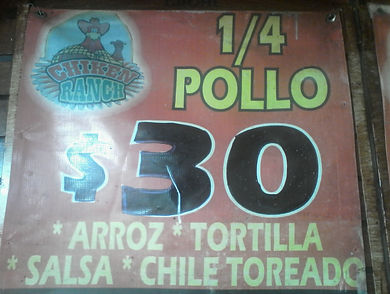 CHIKEN
RANCH
1/4
POLLO
$30
* ARROZ * TORTILLA
* SALSA * CHILE TOREADO